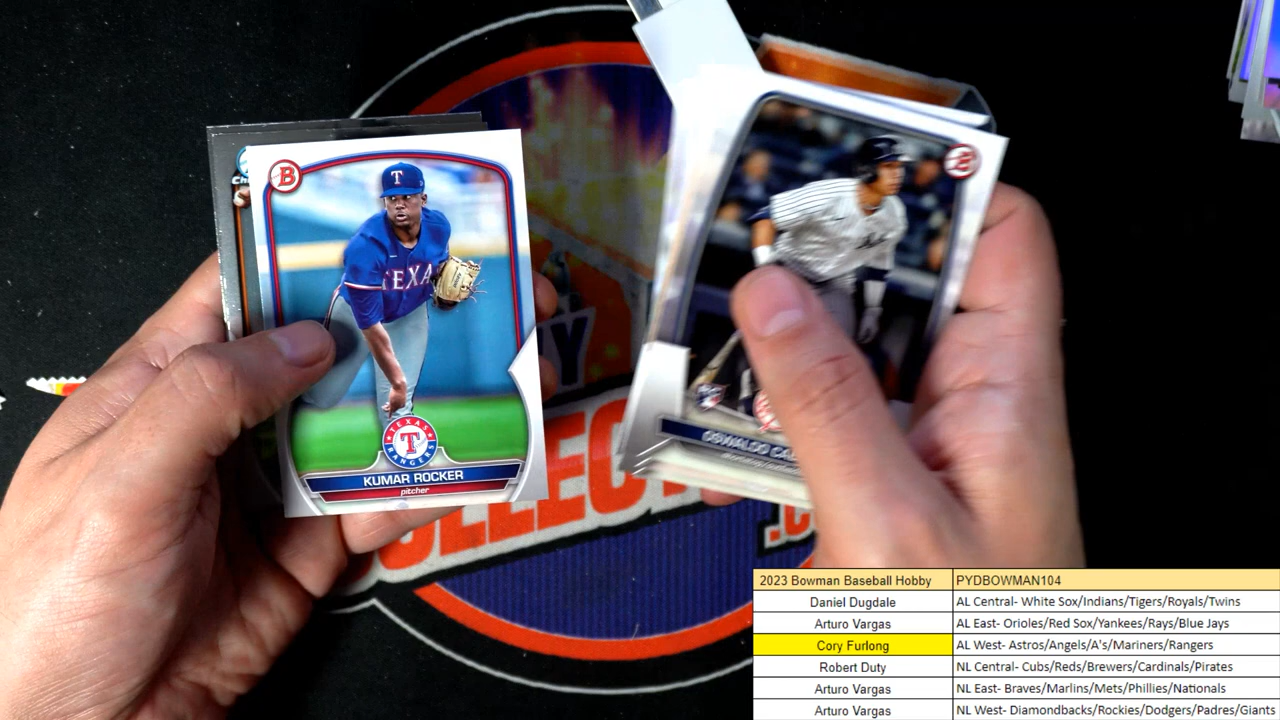 B
B
T
TEXA
TEXAS
RANGERS
T
KUMAR ROCKER
pitcher
OSWALDO
2023 Bowman Baseball Hobby PYDBOWMAN104
Daniel Dugdale AL Central- White Sox/Indians/Tigers/Royals/Twins
Arturo Vargas AL East- Orioles/Red Sox/Yankees/Rays/Blue Jays
Cory Furlong AL West- Astros/Angels/A's/Mariners/Rangers
Robert Duty NL Central- Cubs/Reds/Brewers/Cardinals/Pirates
Arturo Vargas NL East- Braves/Marlins/Mets/Phillies/Nationals
Arturo Vargas NL West- Diamondbacks/Rockies/Dodgers/Padres/Giants